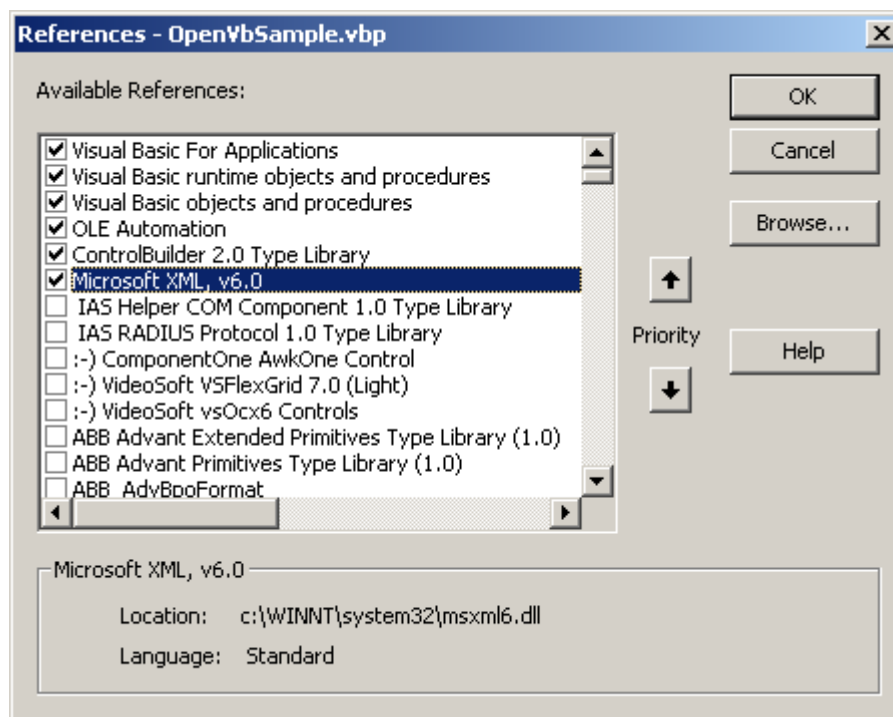 References - OpenVbSample.vbp
Available References:
Visual Basic For Applications
Visual Basic runtime objects and procedures
Visual Basic objects and procedures
OLE Automation
ControlBuilder 2.0 Type Library
Microsoft XML, v6.0
IAS Helper COM Component 1.0 Type Library
IAS RADIUS Protocol 1.0 Type Library
:-) ComponentOne AwkOne Control
:-) VideoSoft VSFlexGrid 7.0 (Light)
:-) VideoSoft vsOcx6 Controls
ABB Advant Extended Primitives Type Library (1.0)
ABB Advant Primitives Type Library (1.0)
ABB_AdvBpoFormat
OK
Cancel
Browse...
Priority
Help
Microsoft XML, v6.0
Location: c:\WINNT\system32\msxml6.dll
Language: Standard